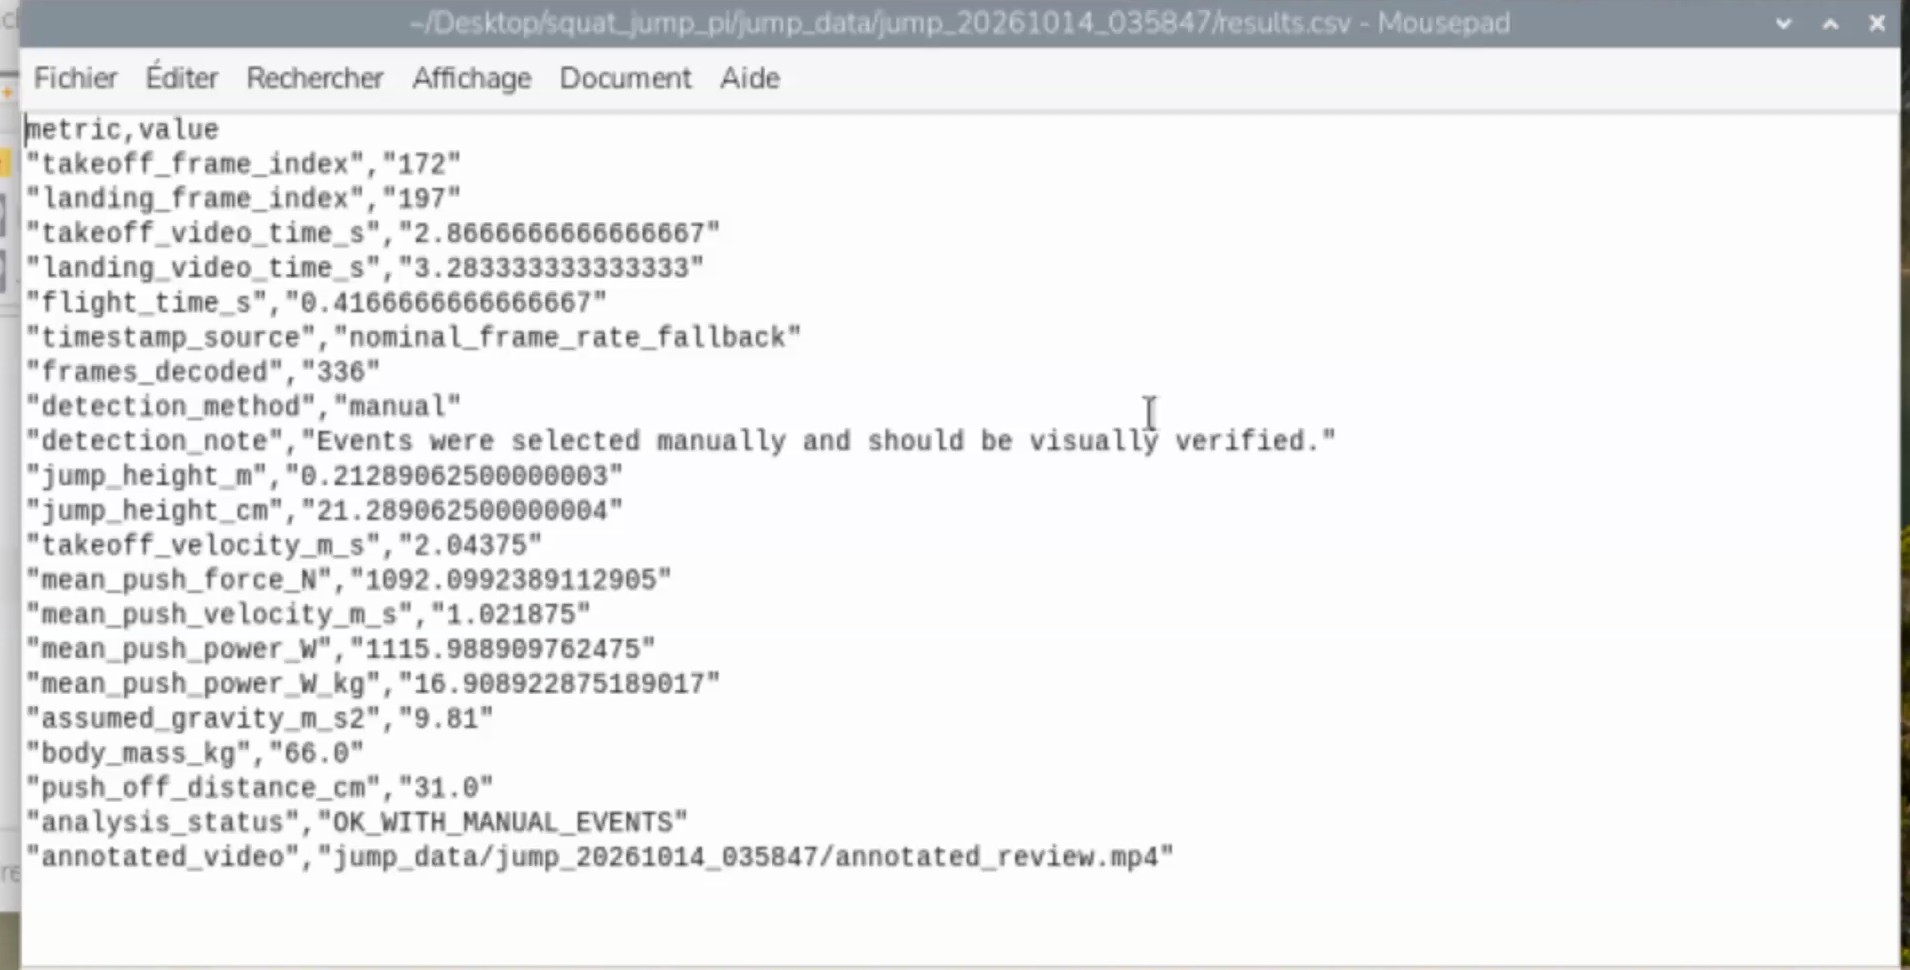 ~/Desktop/squat_jump_pi/jump_data/jump_20261014_035847/results.csv - Mousepad
Fichier Éditer Rechercher Affichage Document Aide
metric,value
"takeoff_frame_index","172"
"landing_frame_index","197"
"takeoff_video_time_s","2.8666666666666667"
"landing_video_time_s","3.283333333333333"
"flight_time_s","0.4166666666666667"
"timestamp_source","nominal_frame_rate_fallback"
"frames_decoded","336"
"detection_method","manual"
"detection_note","Events were selected manually and should be visually verified."
"jump_height_m","0.21289062500000003"
"jump_height_cm","21.289062500000004"
"takeoff_velocity_m_s","2.04375"
"mean_push_force_N","1092.0992389112905"
"mean_push_velocity_m_s","1.021875"
"mean_push_power_W","1115.988909762475"
"mean_push_power_W_kg","16.908922875189017"
"assumed_gravity_m_s2","9.81"
"body_mass_kg","66.0"
"push_off_distance_cm","31.0"
"analysis_status","OK_WITH_MANUAL_EVENTS"
"annotated_video","jump_data/jump_20261014_035847/annotated_review.mp4"